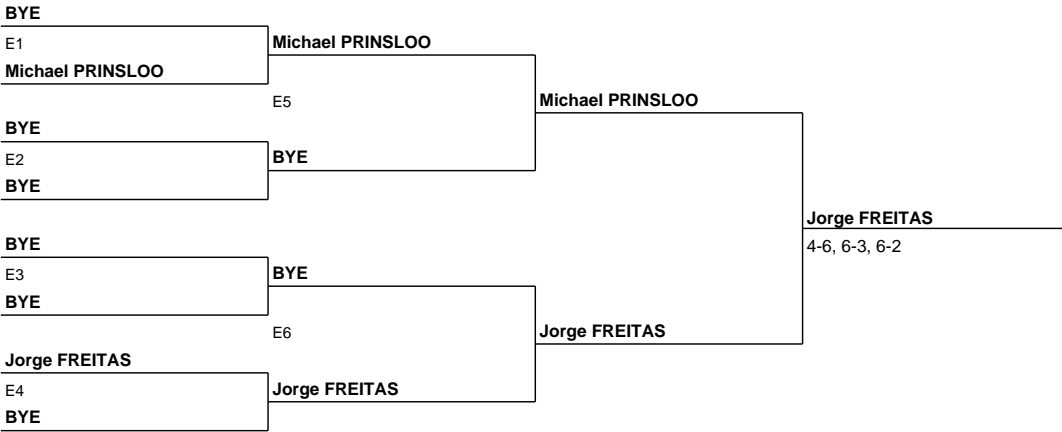 BYE
E1
Michael PRINSLOO
Michael PRINSLOO
E5
Michael PRINSLOO
BYE
E2
BYE
BYE
Jorge FREITAS
4-6, 6-3, 6-2
BYE
E3
BYE
BYE
E6
Jorge FREITAS
Jorge FREITAS
E4
Jorge FREITAS
BYE